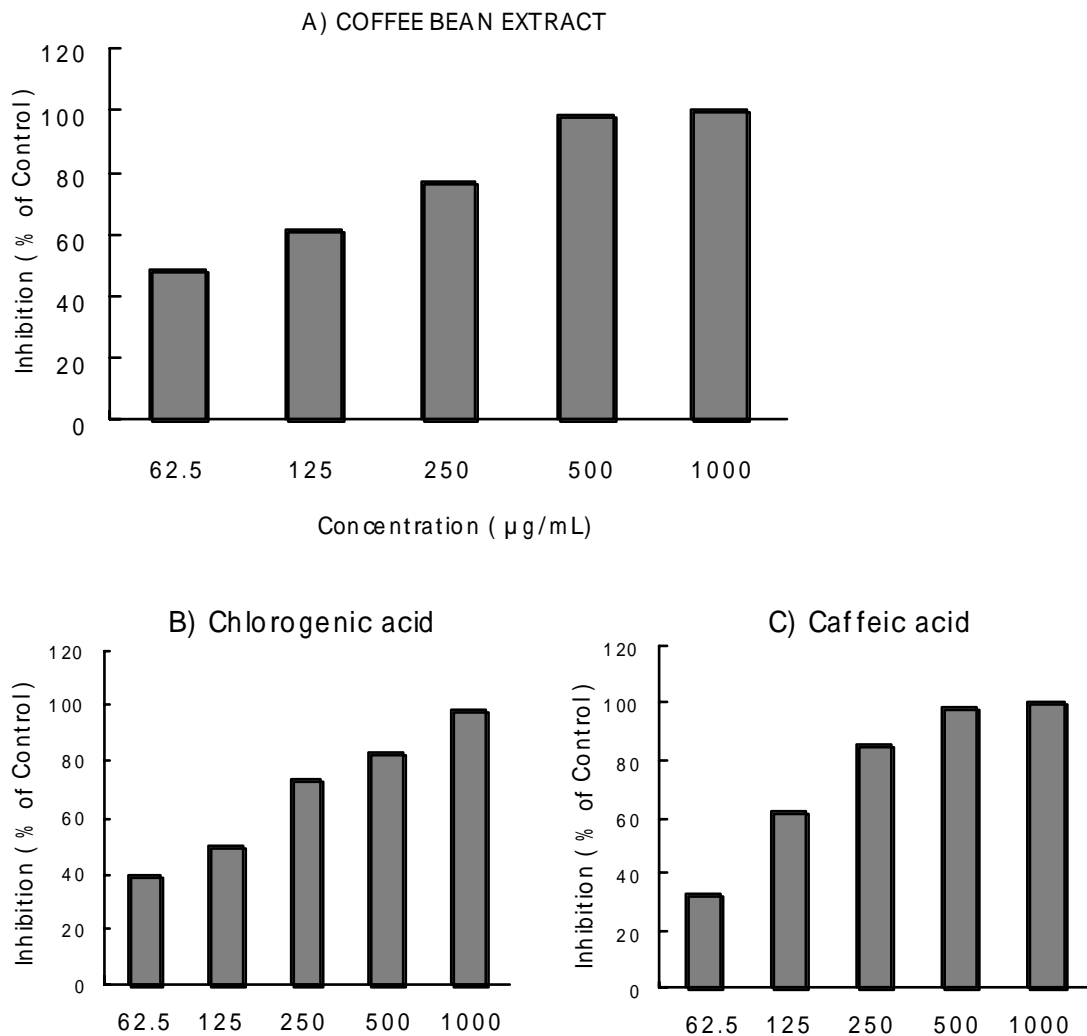 A) COFFEE BEAN EXTRACT
Inhibition (% of Control)
120
100
80
60
40
20
0
62.5 125 250 500 1000
Concentration (µg/mL)
B) Chlorogenic acid
Inhibition (% of Control)
120
100
80
60
40
20
0
62.5 125 250 500 1000
C) Caffeic acid
Inhibition (% of Control)
120
100
80
60
40
20
0
62.5 125 250 500 1000